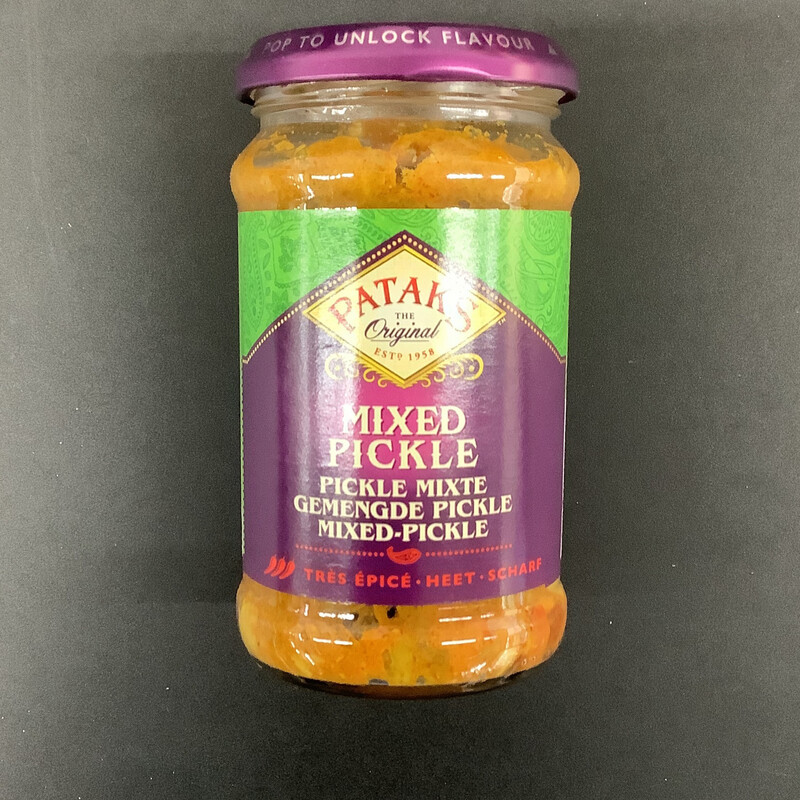 POP TO UNLOCK FLAVOUR
PATAK'S
THE
Original
ESTD 1958
MIXED
PICKLE
PICKLE MIXTE
GEMENGDE PICKLE
MIXED-PICKLE
TRÈS ÉPICÉ · HEET · SCHARF